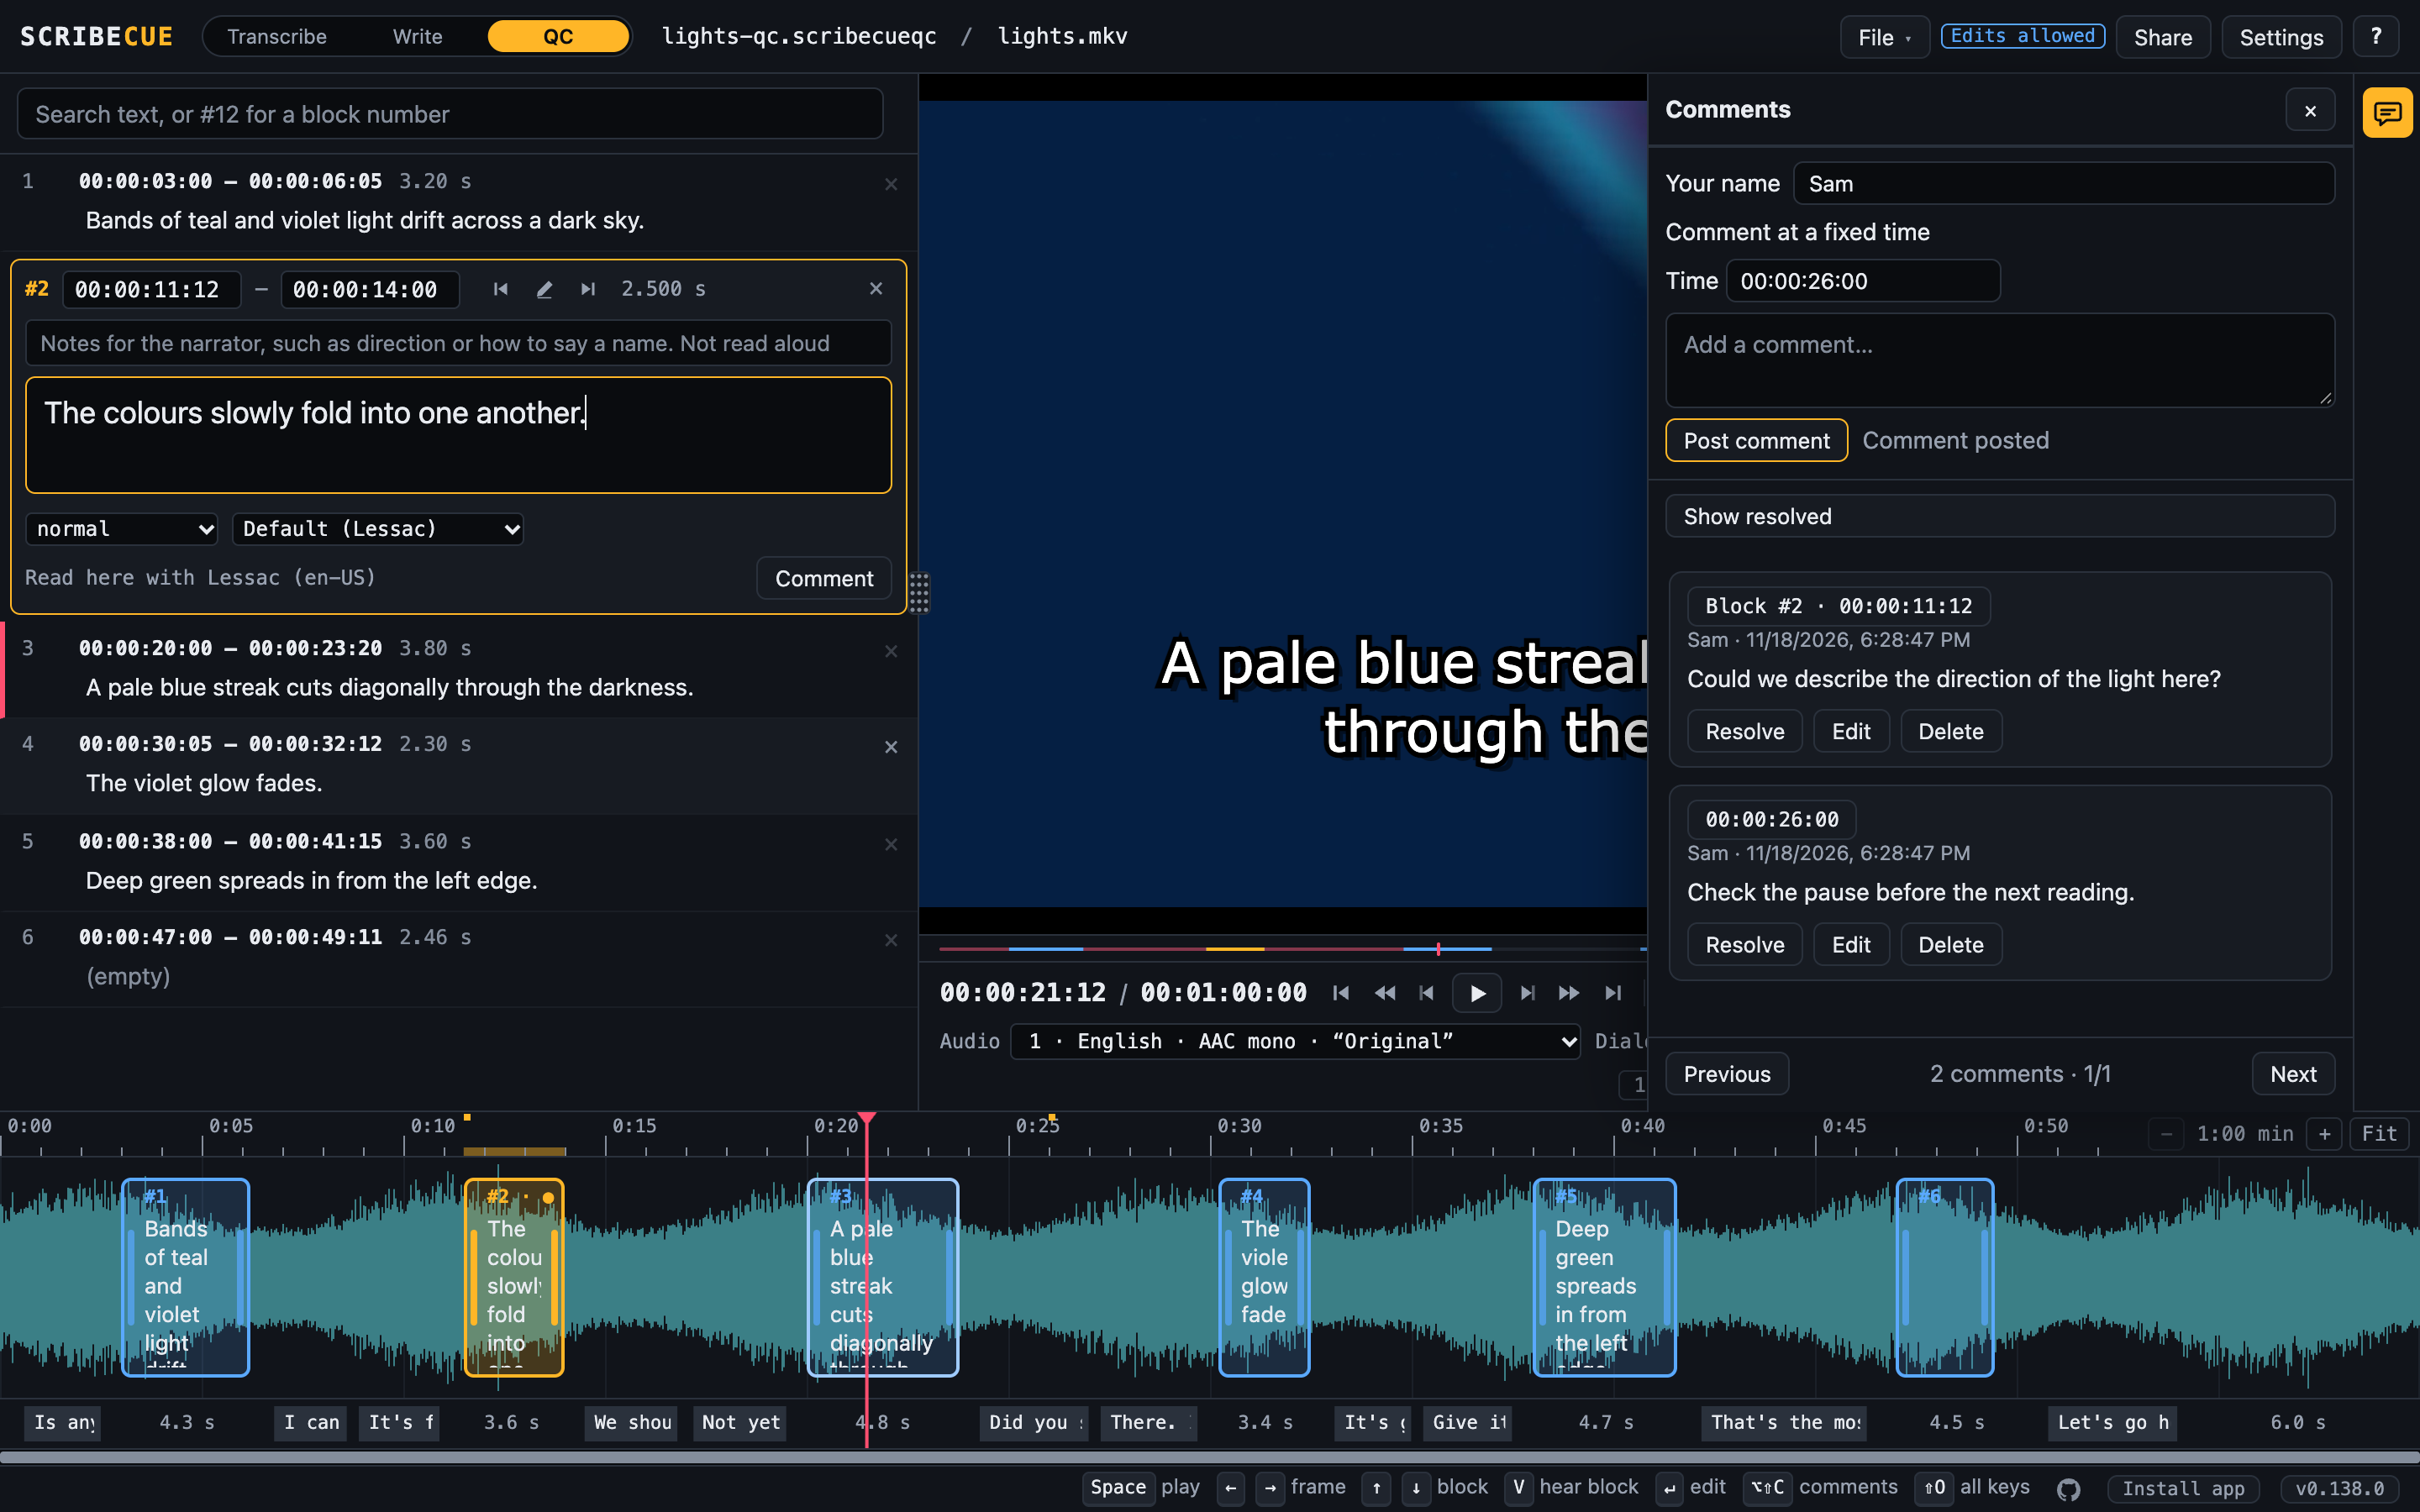 SCRIBECUE
Transcribe Write QC
lights-qc.scribecueqc / lights.mkv
File Edits allowed Share Settings ?
Search text, or #12 for a block number
1 00:00:03:00 – 00:00:06:05 3.20 s
Bands of teal and violet light drift across a dark sky.
#2 00:00:11:12 – 00:00:14:00 2.500 s
Notes for the narrator, such as direction or how to say a name. Not read aloud
The colours slowly fold into one another.
normal Default (Lessac)
Read here with Lessac (en-US) Comment
3 00:00:20:00 – 00:00:23:20 3.80 s
A pale blue streak cuts diagonally through the darkness.
4 00:00:30:05 – 00:00:32:12 2.30 s
The violet glow fades.
5 00:00:38:00 – 00:00:41:15 3.60 s
Deep green spreads in from the left edge.
6 00:00:47:00 – 00:00:49:11 2.46 s
(empty)
A pale blue streak
through the
00:00:21:12 / 00:01:00:00
Audio 1 · English · AAC mono · “Original” Dial
1
Comments
Your name Sam
Comment at a fixed time
Time 00:00:26:00
Add a comment...
Post comment Comment posted
Show resolved
Block #2 · 00:00:11:12
Sam · 11/18/2026, 6:28:47 PM
Could we describe the direction of the light here?
Resolve Edit Delete
00:00:26:00
Sam · 11/18/2026, 6:28:47 PM
Check the pause before the next reading.
Resolve Edit Delete
Previous 2 comments · 1/1 Next
0:00 0:05 0:10 0:15 0:20 0:25 0:30 0:35 0:40 0:45 0:50 − 1:00 min + Fit
#1
Bands
of teal
and
violet
light
drift
#2 ·
The
colou
slowly
fold
into
one
#3
A pale
blue
streak
cuts
diagonally
through
#4
The
viole
glow
fade
#5
Deep
green
spreads
in from
the left
edge.
#6
Is any 4.3 s I can It's f 3.6 s We shou Not yet 4.8 s Did you There. 3.4 s It's g Give it 4.7 s That's the mos 4.5 s Let's go h 6.0 s
Space play ← → frame ↑ ↓ block V hear block ↵ edit ⌥⇧C comments ⇧O all keys Install app v0.138.0